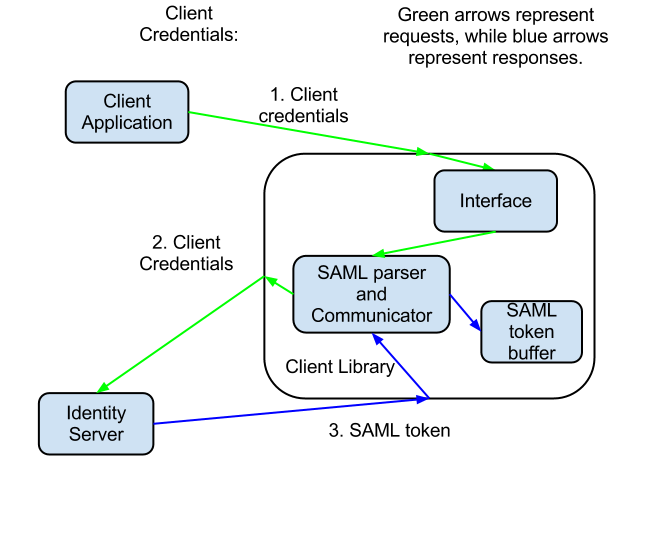 Client
Credentials:
Green arrows represent
requests, while blue arrows
represent responses.
Client
Application
1. Client
credentials
Interface
2. Client
Credentials
SAML parser
and
Communicator
SAML
token
buffer
Client Library
Identity
Server
3. SAML token